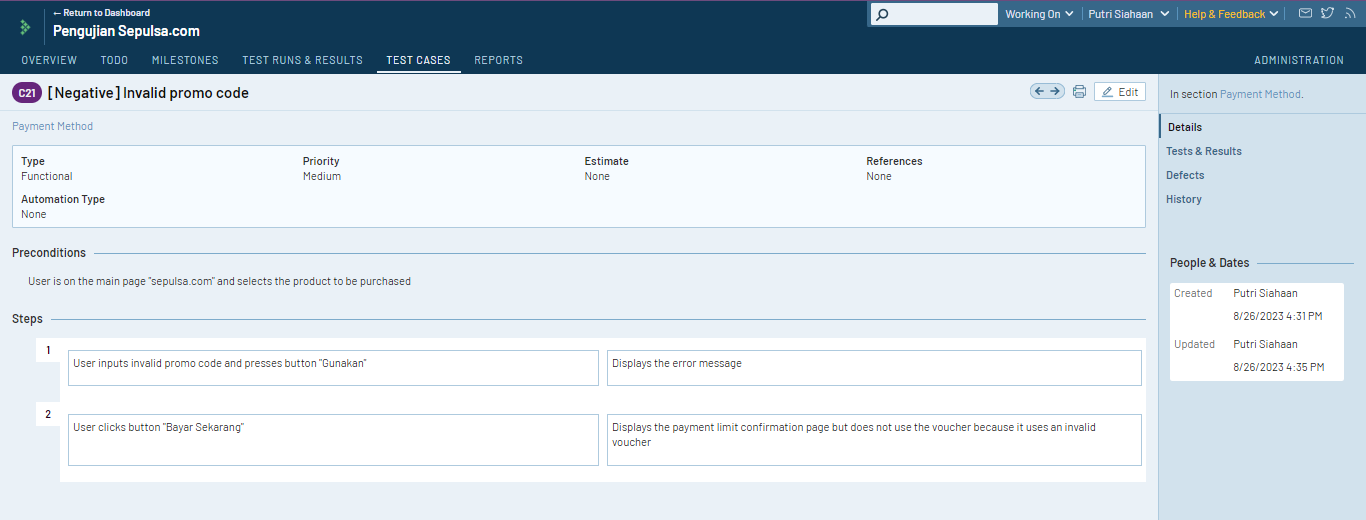 ← Return to Dashboard
Pengujian Sepulsa.com
Working On
Putri Siahaan
Help & Feedback
OVERVIEW
TODO
MILESTONES
TEST RUNS & RESULTS
TEST CASES
REPORTS
ADMINISTRATION
C21
[Negative] Invalid promo code
Edit
Payment Method
Type
Functional
Priority
Medium
Estimate
None
References
None
Automation Type
None
Preconditions
User is on the main page "sepulsa.com" and selects the product to be purchased
Steps
1
User inputs invalid promo code and presses button "Gunakan"
Displays the error message
2
User clicks button "Bayar Sekarang"
Displays the payment limit confirmation page but does not use the voucher because it uses an invalid
voucher
In section Payment Method.
Details
Tests & Results
Defects
History
People & Dates
Created
Putri Siahaan
8/26/2023 4:31 PM
Updated
Putri Siahaan
8/26/2023 4:35 PM